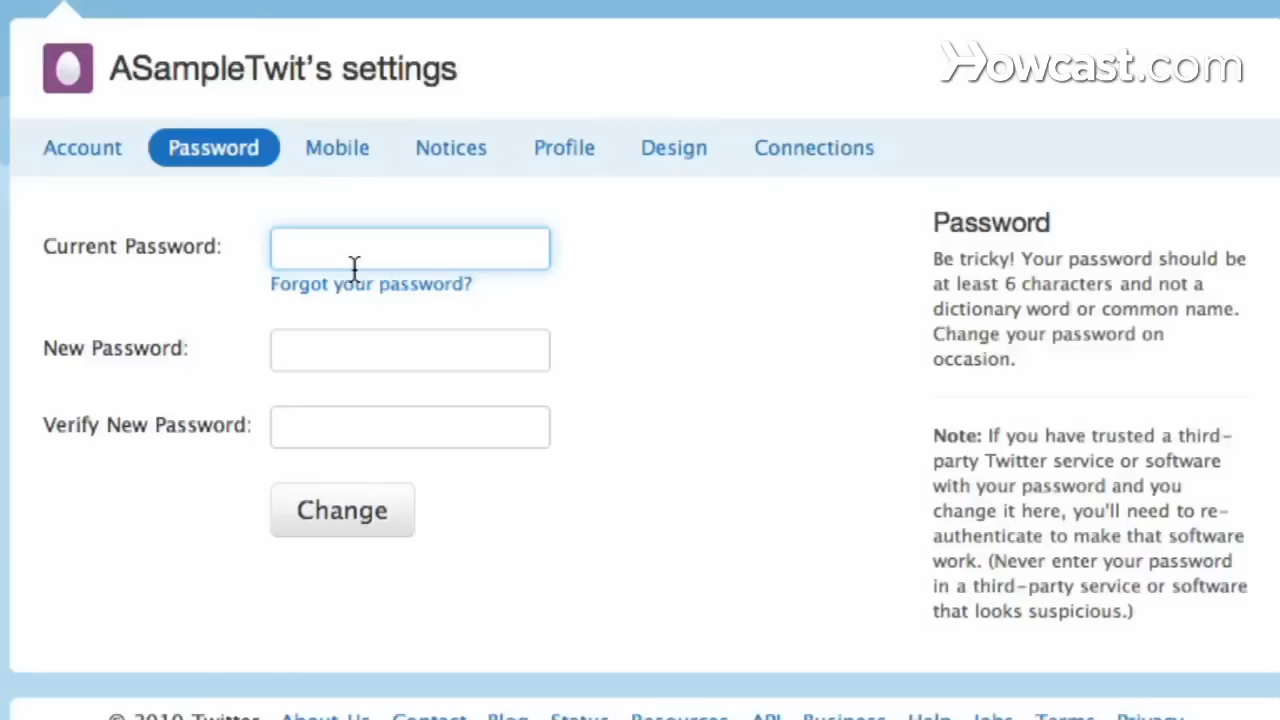 ASampleTwit's settings
Howcast.com
Account Password Mobile Notices Profile Design Connections
Current Password:
Forgot your password?
New Password:
Verify New Password:
Change
Password
Be tricky! Your password should be
at least 6 characters and not a
dictionary word or common name.
Change your password on
occasion.
Note: If you have trusted a third-
party Twitter service or software
with your password and you
change it here, you'll need to re-
authenticate to make that software
work. (Never enter your password
in a third-party service or software
that looks suspicious.)
© 2010 Twitter About Us Contact Blog Status Resources API Business Help Jobs Terms Privacy